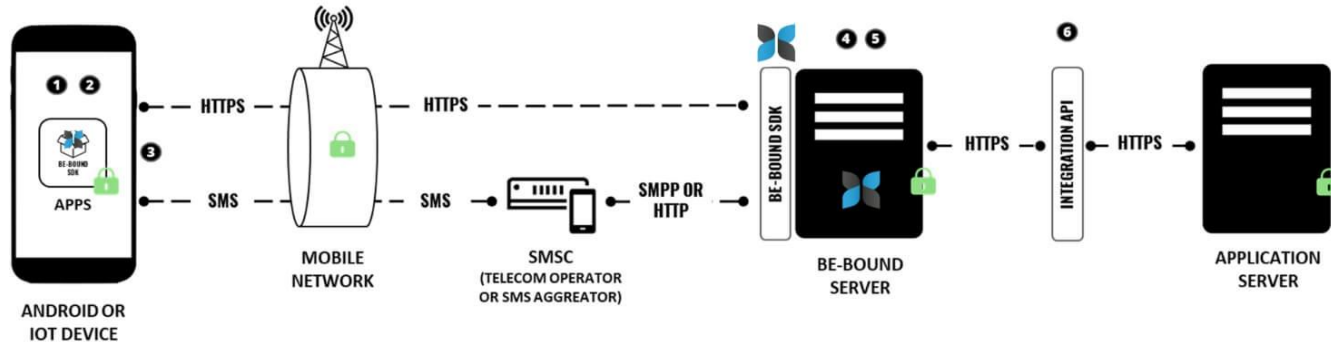 1 2
BE-BOUND
SDK
APPS
3
ANDROID OR
IOT DEVICE
HTTPS
SMS
MOBILE
NETWORK
HTTPS
SMS
SMSC
(TELECOM OPERATOR
OR SMS AGGREATOR)
SMPP OR
HTTP
BE-BOUND SDK
4 5
BE-BOUND
SERVER
HTTPS
6
INTEGRATION API
HTTPS
APPLICATION
SERVER